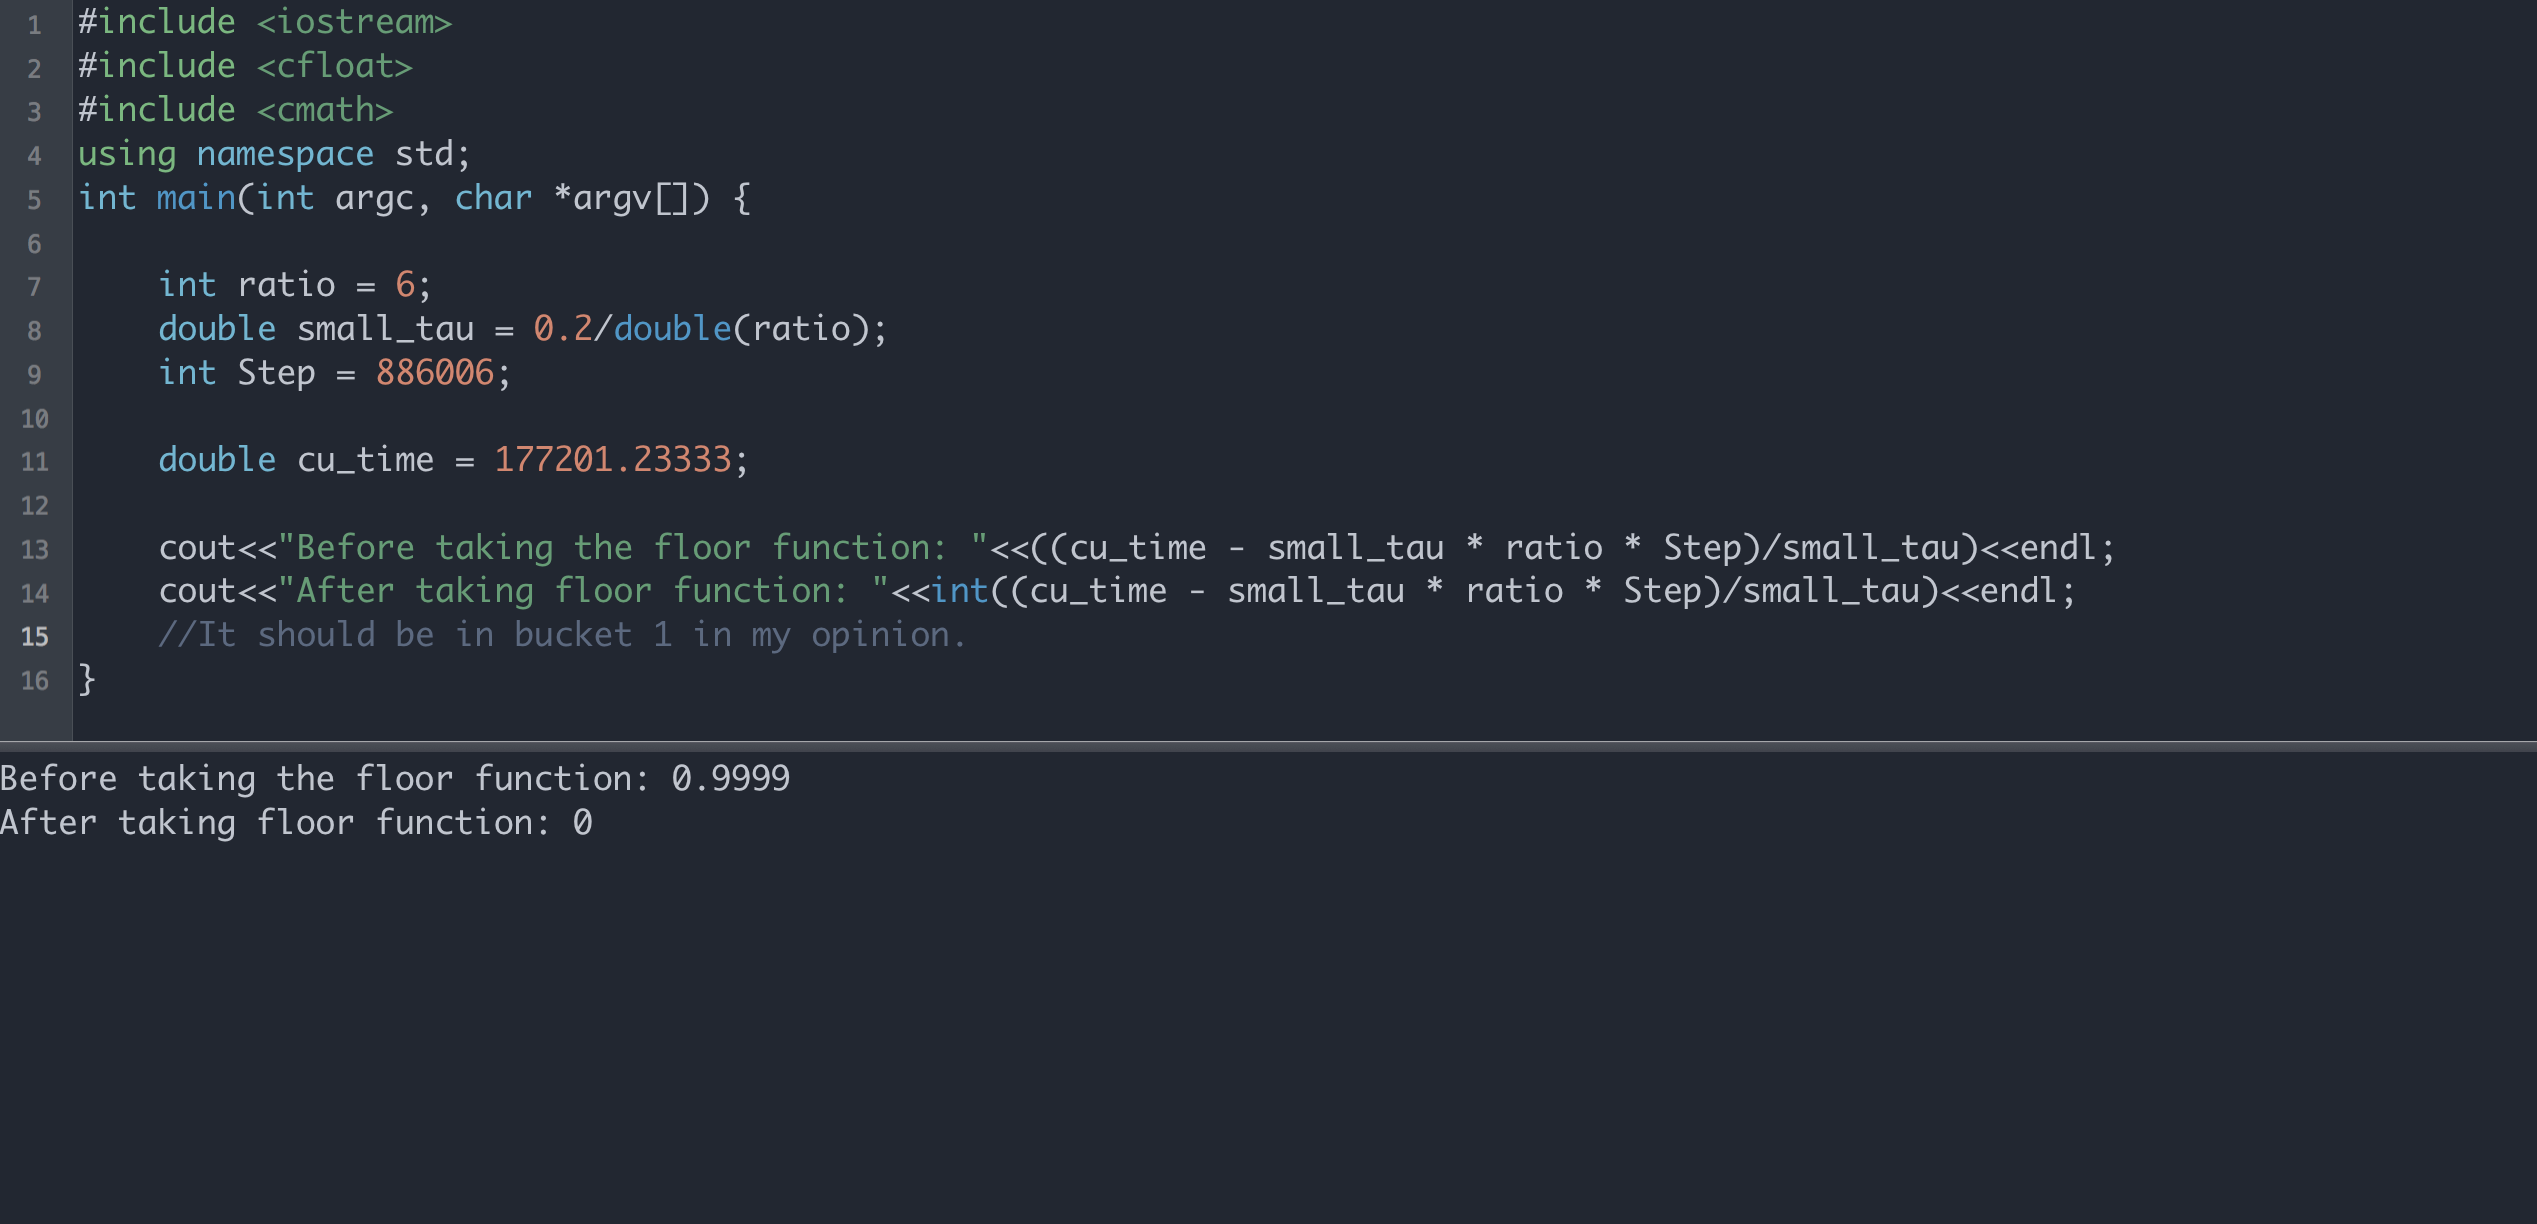 1 #include <iostream>
2 #include <cfloat>
3 #include <cmath>
4 using namespace std;
5 int main(int argc, char *argv[]) {
6
7     int ratio = 6;
8     double small_tau = 0.2/double(ratio);
9     int Step = 886006;
10
11     double cu_time = 177201.23333;
12
13     cout<<"Before taking the floor function: "<<((cu_time - small_tau * ratio * Step)/small_tau)<<endl;
14     cout<<"After taking floor function: "<<int((cu_time - small_tau * ratio * Step)/small_tau)<<endl;
15     //It should be in bucket 1 in my opinion.
16 }
Before taking the floor function: 0.9999
After taking floor function: 0